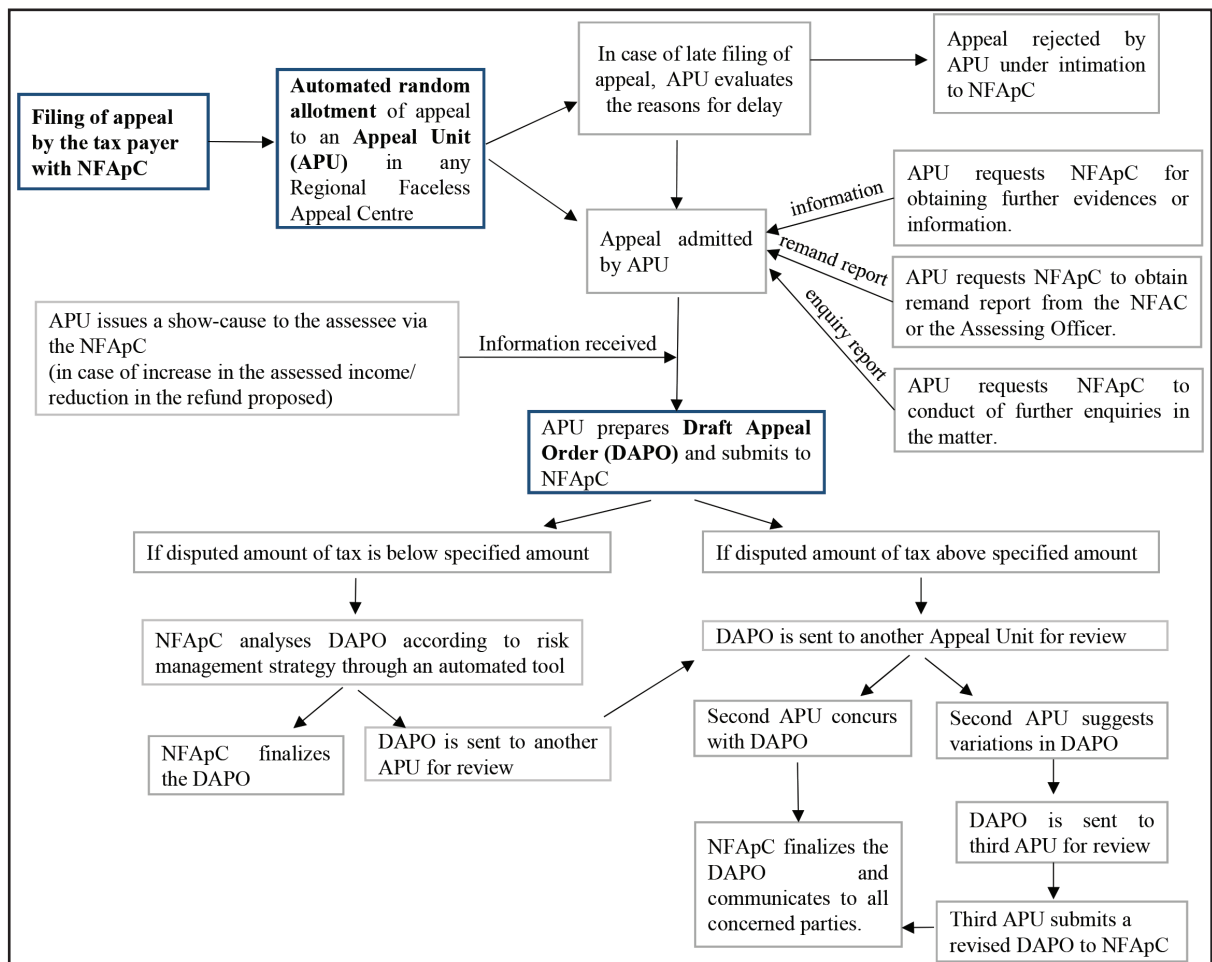 Filing of appeal
by the tax payer
with NFApC
Automated random
allotment of appeal
to an Appeal Unit
(APU) in any
Regional Faceless
Appeal Centre
In case of late filing of
appeal, APU evaluates
the reasons for delay
Appeal rejected by
APU under intimation
to NFApC
Appeal admitted
by APU
information
APU requests NFApC for
obtaining further evidences or
information.
remand report
APU requests NFApC to obtain
remand report from the NFAC
or the Assessing Officer.
enquiry report
APU requests NFApC to
conduct of further enquiries in
the matter.
APU issues a show-cause to the assessee via
the NFApC
(in case of increase in the assessed income/
reduction in the refund proposed)
Information received
APU prepares Draft Appeal
Order (DAPO) and submits to
NFApC
If disputed amount of tax is below specified amount
If disputed amount of tax above specified amount
NFApC analyses DAPO according to risk
management strategy through an automated tool
DAPO is sent to another Appeal Unit for review
NFApC finalizes
the DAPO
DAPO is sent to another
APU for review
Second APU concurs
with DAPO
Second APU suggests
variations in DAPO
NFApC finalizes the
DAPO and
communicates to all
concerned parties.
DAPO is sent to
third APU for review
Third APU submits a
revised DAPO to NFApC